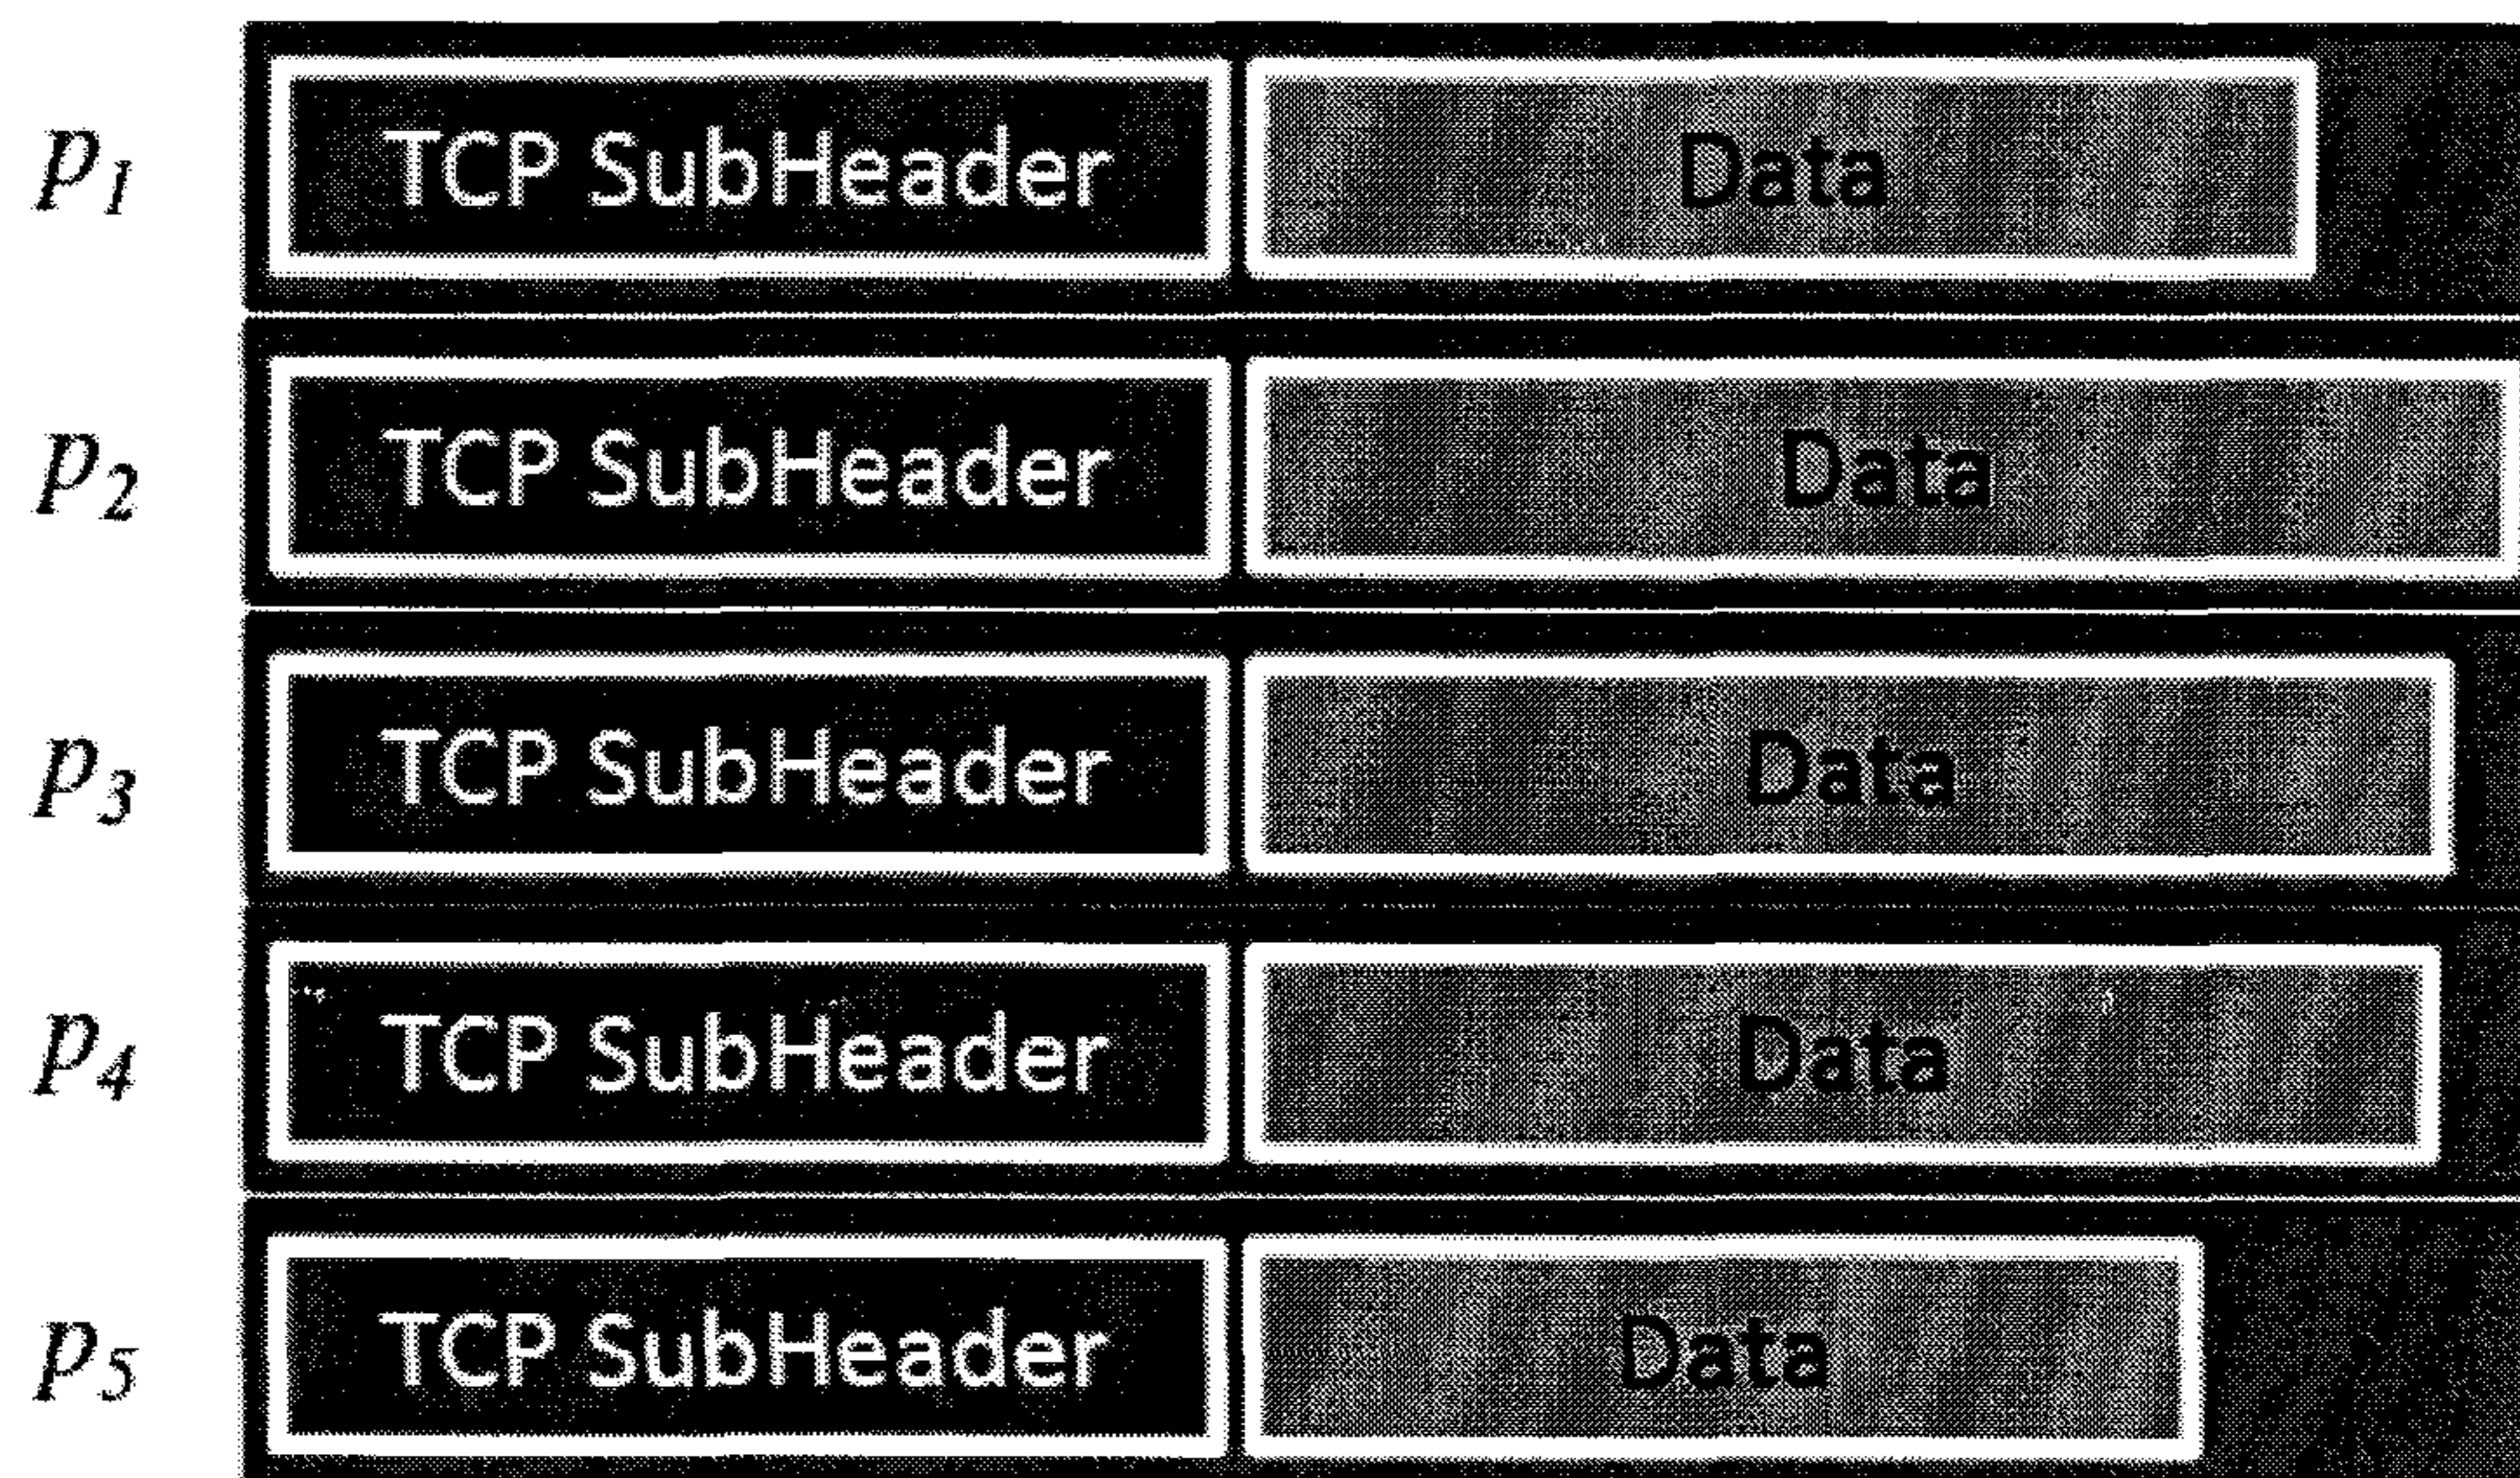 p1 TCP SubHeader Data
p2 TCP SubHeader Data
p3 TCP SubHeader Data
p4 TCP SubHeader Data
p5 TCP SubHeader Data